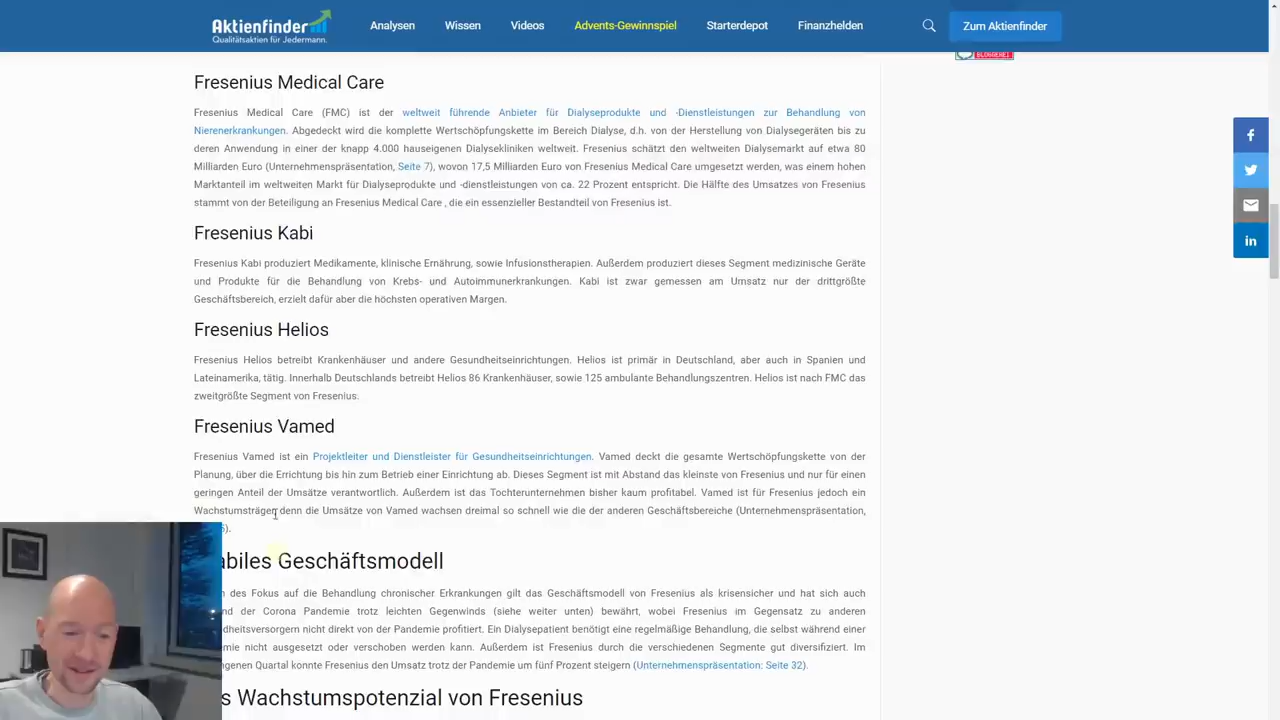 Aktienfinder
Qualitätsaktien für Jedermann.
Analysen Wissen Videos Advents-Gewinnspiel Starterdepot Finanzhelden Zum Aktienfinder
Fresenius Medical Care
Fresenius Medical Care (FMC) ist der weltweit führende Anbieter für Dialyseprodukte und -Dienstleistungen zur Behandlung von
Nierenerkrankungen. Abgedeckt wird die komplette Wertschöpfungskette im Bereich Dialyse, d.h. von der Herstellung von Dialysegeräten bis zu
deren Anwendung in einer der knapp 4.000 hauseigenen Dialysekliniken weltweit. Fresenius schätzt den weltweiten Dialysemarkt auf etwa 80
Milliarden Euro (Unternehmenspräsentation, Seite 7), wovon 17,5 Milliarden Euro von Fresenius Medical Care umgesetzt werden, was einem hohen
Marktanteil im weltweiten Markt für Dialyseprodukte und -dienstleistungen von ca. 22 Prozent entspricht. Die Hälfte des Umsatzes von Fresenius
stammt von der Beteiligung an Fresenius Medical Care , die ein essenzieller Bestandteil von Fresenius ist.
Fresenius Kabi
Fresenius Kabi produziert Medikamente, klinische Ernährung, sowie Infusionstherapien. Außerdem produziert dieses Segment medizinische Geräte
und Produkte für die Behandlung von Krebs- und Autoimmunerkrankungen. Kabi ist zwar gemessen am Umsatz nur der drittgrößte
Geschäftsbereich, erzielt dafür aber die höchsten operativen Margen.
Fresenius Helios
Fresenius Helios betreibt Krankenhäuser und andere Gesundheitseinrichtungen. Helios ist primär in Deutschland, aber auch in Spanien und
Lateinamerika, tätig. Innerhalb Deutschlands betreibt Helios 86 Krankenhäuser, sowie 125 ambulante Behandlungszentren. Helios ist nach FMC das
zweitgrößte Segment von Fresenius.
Fresenius Vamed
Fresenius Vamed ist ein Projektleiter und Dienstleister für Gesundheitseinrichtungen. Vamed deckt die gesamte Wertschöpfungskette von der
Planung, über die Errichtung bis hin zum Betrieb einer Einrichtung ab. Dieses Segment ist mit Abstand das kleinste von Fresenius und nur für einen
geringen Anteil der Umsätze verantwortlich. Außerdem ist das Tochterunternehmen bisher kaum profitabel. Vamed ist für Fresenius jedoch ein
Wachstumsträger, denn die Umsätze von Vamed wachsen dreimal so schnell wie die der anderen Geschäftsbereiche (Unternehmenspräsentation,
).
abiles Geschäftsmodell
des Fokus auf die Behandlung chronischer Erkrankungen gilt das Geschäftsmodell von Fresenius als krisensicher und hat sich auch
nd der Corona Pandemie trotz leichten Gegenwinds (siehe weiter unten) bewährt, wobei Fresenius im Gegensatz zu anderen
dheitsversorgern nicht direkt von der Pandemie profitiert. Ein Dialysepatient benötigt eine regelmäßige Behandlung, die selbst während einer
emie nicht ausgesetzt oder verschoben werden kann. Außerdem ist Fresenius durch die verschiedenen Segmente gut diversifiziert. Im
ngenen Quartal konnte Fresenius den Umsatz trotz der Pandemie um fünf Prozent steigern (Unternehmenspräsentation: Seite 32).
s Wachstumspotenzial von Fresenius